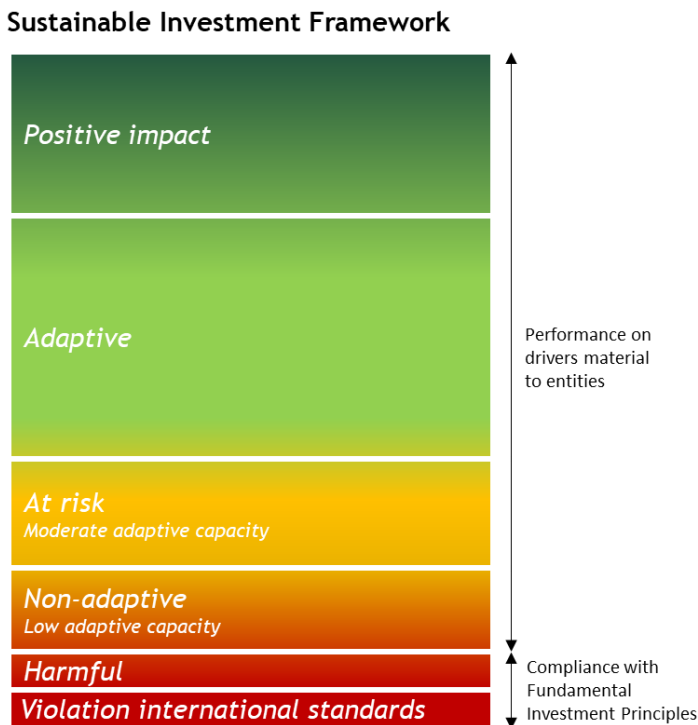 Sustainable Investment Framework
Positive impact
Adaptive
At risk
Moderate adaptive capacity
Non-adaptive
Low adaptive capacity
Harmful
Violation international standards
Performance on
drivers material
to entities
Compliance with
Fundamental
Investment Principles